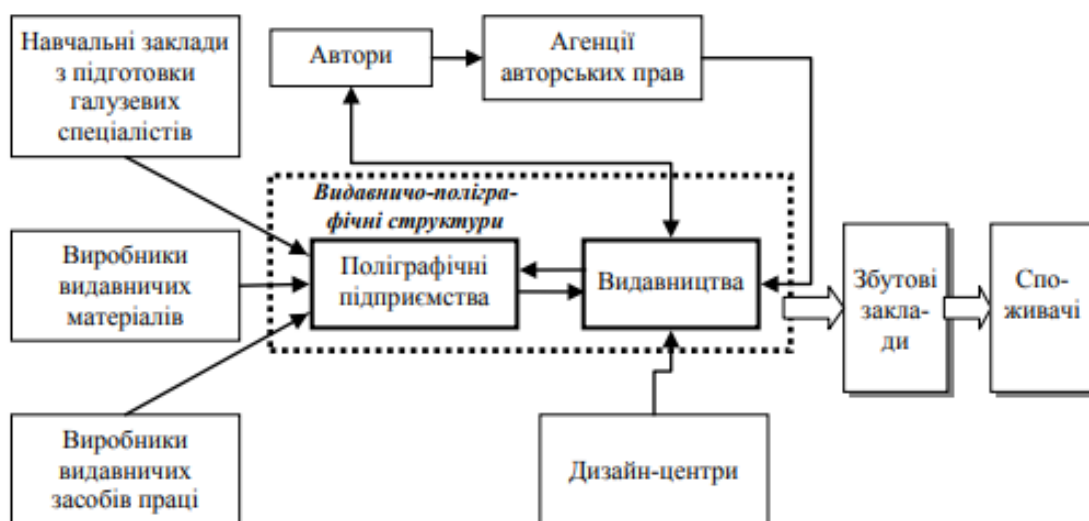 Навчальні заклади
з підготовки
галузевих
спеціалістів
Автори
Агенції
авторських прав
Видавничо-полігра-
фічні структури
Виробники
видавничих
матеріалів
Поліграфічні
підприємства
Видавництва
Збутові
закла-
ди
Спо-
живачі
Виробники
видавничих
засобів праці
Дизайн-центри